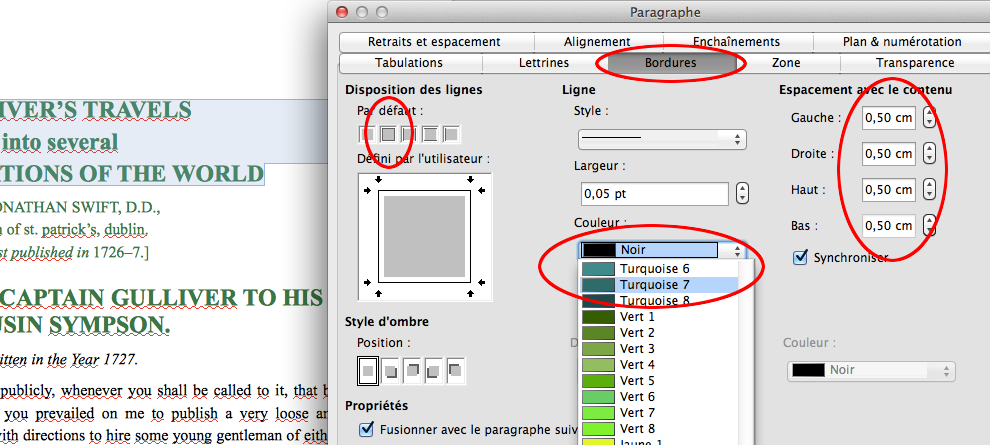 IVER'S TRAVELS
into several
TIONS OF THE WORLD
ONATHAN SWIFT, D.D.,
n of st. patrick's, dublin.
st published in 1726–7.]
CAPTAIN GULLIVER TO HIS
USIN SYMPSON.
itten in the Year 1727.
publicly, whenever you shall be called to it, that b
you prevailed on me to publish a very loose an
with directions to hire some young gentleman of eith
Paragraphe
Retraits et espacement Alignement Enchaînements Plan & numérotation
Tabulations Lettrines Bordures Zone Transparence
Disposition des lignes
Par défaut :
Défini par l'utilisateur :
Style d'ombre
Position :
Propriétés
Fusionner avec le paragraphe suiv
Ligne
Style :
Largeur :
0,05 pt
Couleur :
Noir
Turquoise 6
Turquoise 7
Turquoise 8
Vert 1
Vert 2
Vert 3
Vert 4
Vert 5
Vert 6
Vert 7
Vert 8
Jaune 1
D
Espacement avec le contenu
Gauche : 0,50 cm
Droite : 0,50 cm
Haut : 0,50 cm
Bas : 0,50 cm
Synchroniser
Couleur :
Noir